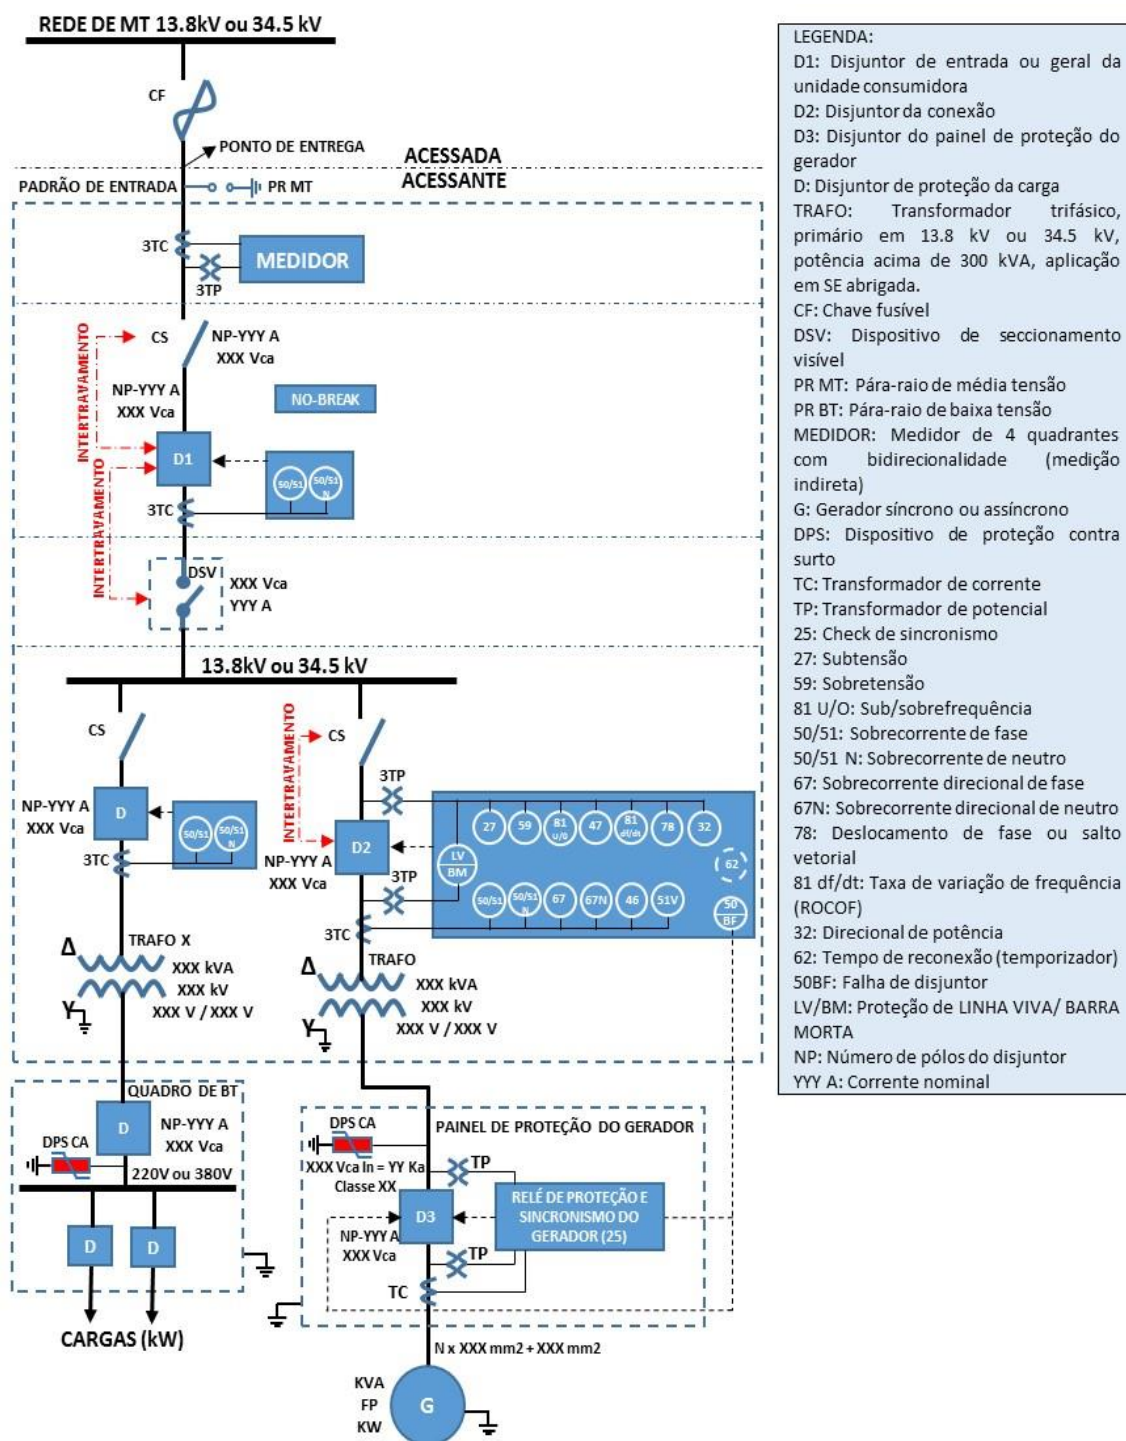 REDE DE MT 13.8kV ou 34.5 kV
CF
PONTO DE ENTREGA
ACESSADA
ACESSANTE
PADRÃO DE ENTRADA
PR MT
3TC
MEDIDOR
3TP
CS
NP-YYY A
XXX Vca
INTERTRAVAMENTO
NP-YYY A
XXX Vca
NO-BREAK
D1
50/51
50/51
N
3TC
INTERTRAVAMENTO
DSV
XXX Vca
YYY A
13.8kV ou 34.5 kV
CS
INTERTRAVAMENTO
CS
NP-YYY A
XXX Vca
D
50/51
50/51
N
3TC
3TP
D2
NP-YYY A
XXX Vca
3TP
3TC
27
59
81
U/O
47
81
df/dt
78
32
LV
BM
62
50/51
50/51
N
67
67N
46
51V
50
BF
Δ
TRAFO X
XXX kVA
XXX kV
XXX V / XXX V
Y
Δ
TRAFO
XXX kVA
XXX kV
XXX V / XXX V
Y
QUADRO DE BT
D
NP-YYY A
XXX Vca
DPS CA
220V ou 380V
D
D
CARGAS (kW)
PAINEL DE PROTEÇÃO DO GERADOR
DPS CA
XXX Vca In = YY Ka
Classe XX
TP
D3
RELÉ DE PROTEÇÃO E
SINCRONISMO DO
GERADOR (25)
NP-YYY A
XXX Vca
TP
TC
N x XXX mm2 + XXX mm2
KVA
FP
KW
G
LEGENDA:
D1: Disjuntor de entrada ou geral da
unidade consumidora
D2: Disjuntor da conexão
D3: Disjuntor do painel de proteção do
gerador
D: Disjuntor de proteção da carga
TRAFO: Transformador trifásico,
primário em 13.8 kV ou 34.5 kV,
potência acima de 300 kVA, aplicação
em SE abrigada.
CF: Chave fusível
DSV: Dispositivo de seccionamento
visível
PR MT: Pára-raio de média tensão
PR BT: Pára-raio de baixa tensão
MEDIDOR: Medidor de 4 quadrantes
com bidirecionalidade (medição
indireta)
G: Gerador síncrono ou assíncrono
DPS: Dispositivo de proteção contra
surto
TC: Transformador de corrente
TP: Transformador de potencial
25: Check de sincronismo
27: Subtensão
59: Sobretensão
81 U/O: Sub/sobrefrequência
50/51: Sobrecorrente de fase
50/51 N: Sobrecorrente de neutro
67: Sobrecorrente direcional de fase
67N: Sobrecorrente direcional de neutro
78: Deslocamento de fase ou salto
vetorial
81 df/dt: Taxa de variação de frequência
(ROCOF)
32: Direcional de potência
62: Tempo de reconexão (temporizador)
50BF: Falha de disjuntor
LV/BM: Proteção de LINHA VIVA/ BARRA
MORTA
NP: Número de pólos do disjuntor
YYY A: Corrente nominal